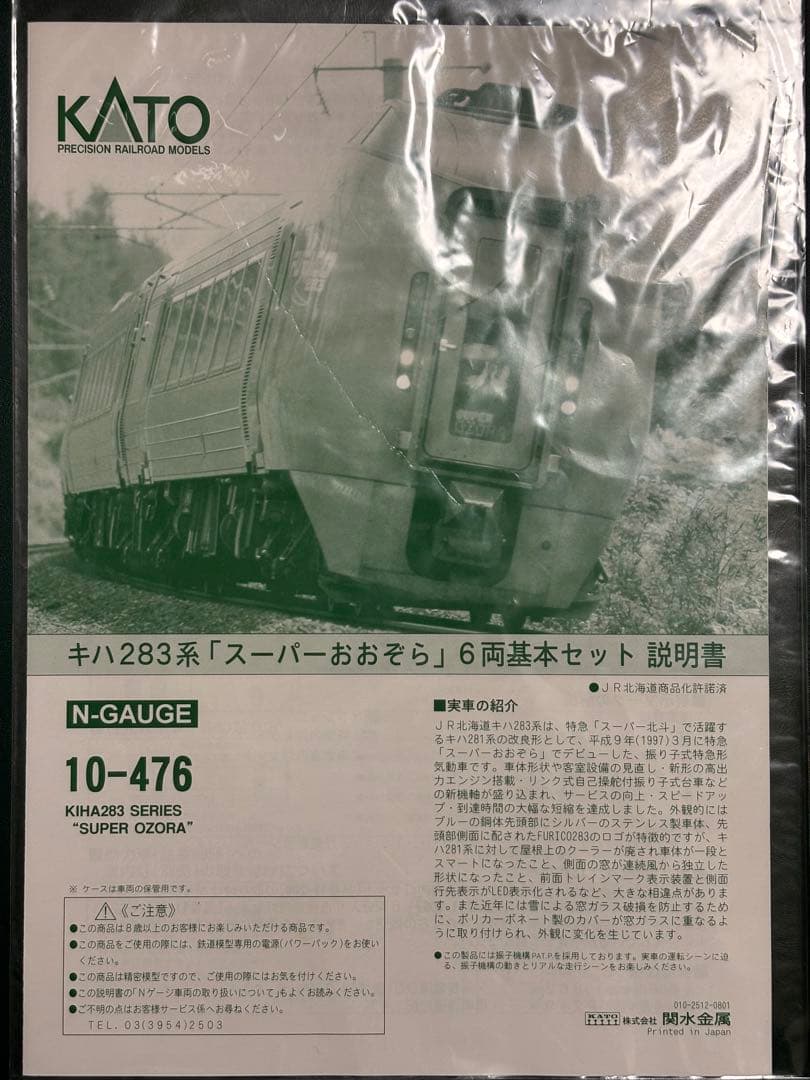 KATO
PRECISION RAILROAD MODELS
キハ283系「スーパーおおぞら」6両基本セット 説明書
●JR北海道商品化許諾済
N-GAUGE
10-476
KIHA283 SERIES
“SUPER OZORA”
■実車の紹介
JR北海道キハ283系は、特急「スーパー北斗」で活躍す
るキハ281系の改良形として、平成9年(1997)3月に特急
「スーパーおおぞら」でデビューした、振り子式特急形
気動車です。車体形状や客室設備の見直し・新形の高出
力エンジン搭載・リンク式自己操舵付振り子式台車など
の新機軸が盛り込まれ、サービスの向上・スピードアッ
プ・到達時間の大幅な短縮を達成しました。外観的には
ブルーの鋼体先頭部にシルバーのステンレス製車体、先
頭部側面に配されたFURICO283のロゴが特徴的ですが、キ
ハ281系に対して屋根上のクーラーが廃され車体が一段と
スマートになったこと、側面の窓が連続風から独立した
形状になったこと、前面トレインマーク表示装置と側面
行先表示がLED表示化されるなど、大きな相違点がありま
す。また近年には雪による窓ガラス破損を防止するため
に、ポリカーボネート製のカバーが窓ガラスに重なるよう
に取り付けられ、外観に変化を生じています。
●この製品には振子機構PAT.P.を採用しております。実車の運転シーンに迫
る、振子機構の動きとリアルな走行シーンをお楽しみください。
※ ケースは車両の保管用です。
⚠《ご注意》
●この商品は8歳以上のお客様にお楽しみいただける商品です。
●この商品をご使用の際には、鉄道模型専用の電源(パワーパック)をお使い
ください。
●この商品は精密模型ですので、ご使用の際にはお気を付けください。
●この説明書の「Nゲージ車両の取り扱いについて」もよくお読みください。
●ご不明の点はお客様サービス係へお尋ねください。
TEL. 03(3954)2503
010-2512-0801
KATO 株式会社 関水金属
Printed in Japan